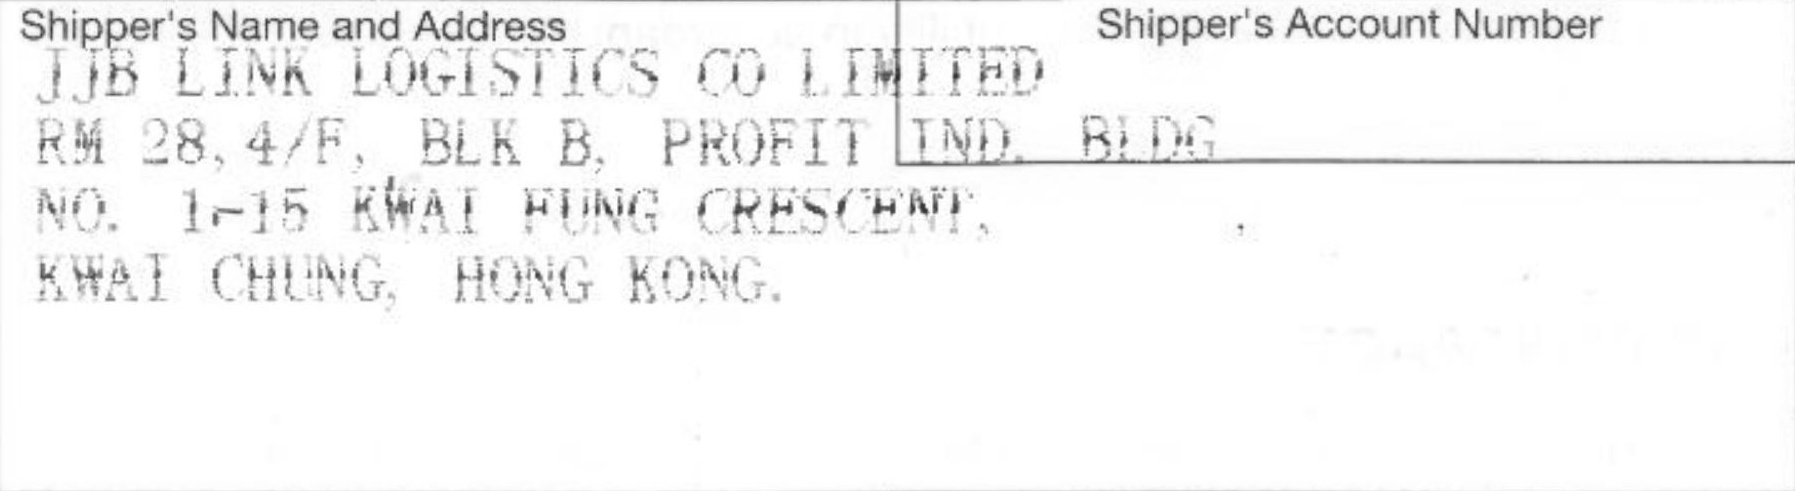 Shipper's Name and Address
Shipper's Account Number
JJB LINK LOGISTICS CO LIMITED
RM 28,4/F, BLK B, PROFIT IND. BLDG
NO. 1-15 KWAI FUNG CRESCENT,
KWAI CHUNG, HONG KONG.